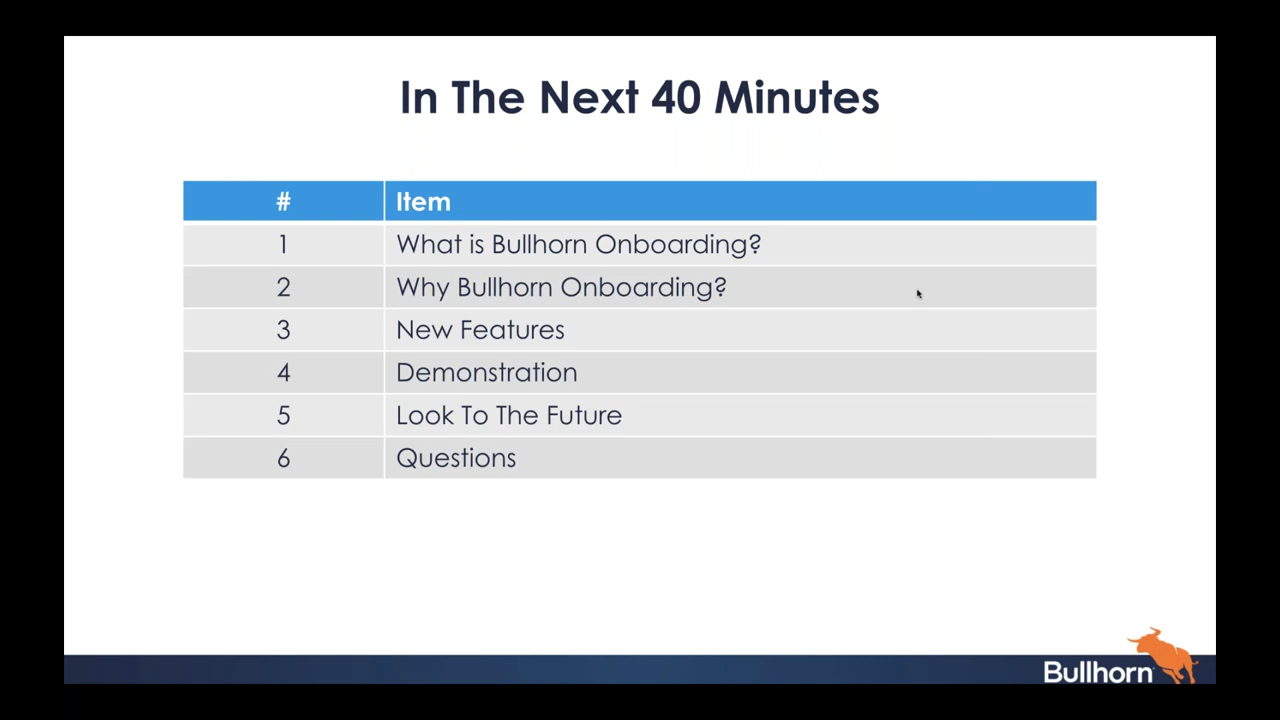 In The Next 40 Minutes
# Item
1 What is Bullhorn Onboarding?
2 Why Bullhorn Onboarding?
3 New Features
4 Demonstration
5 Look To The Future
6 Questions
Bullhorn